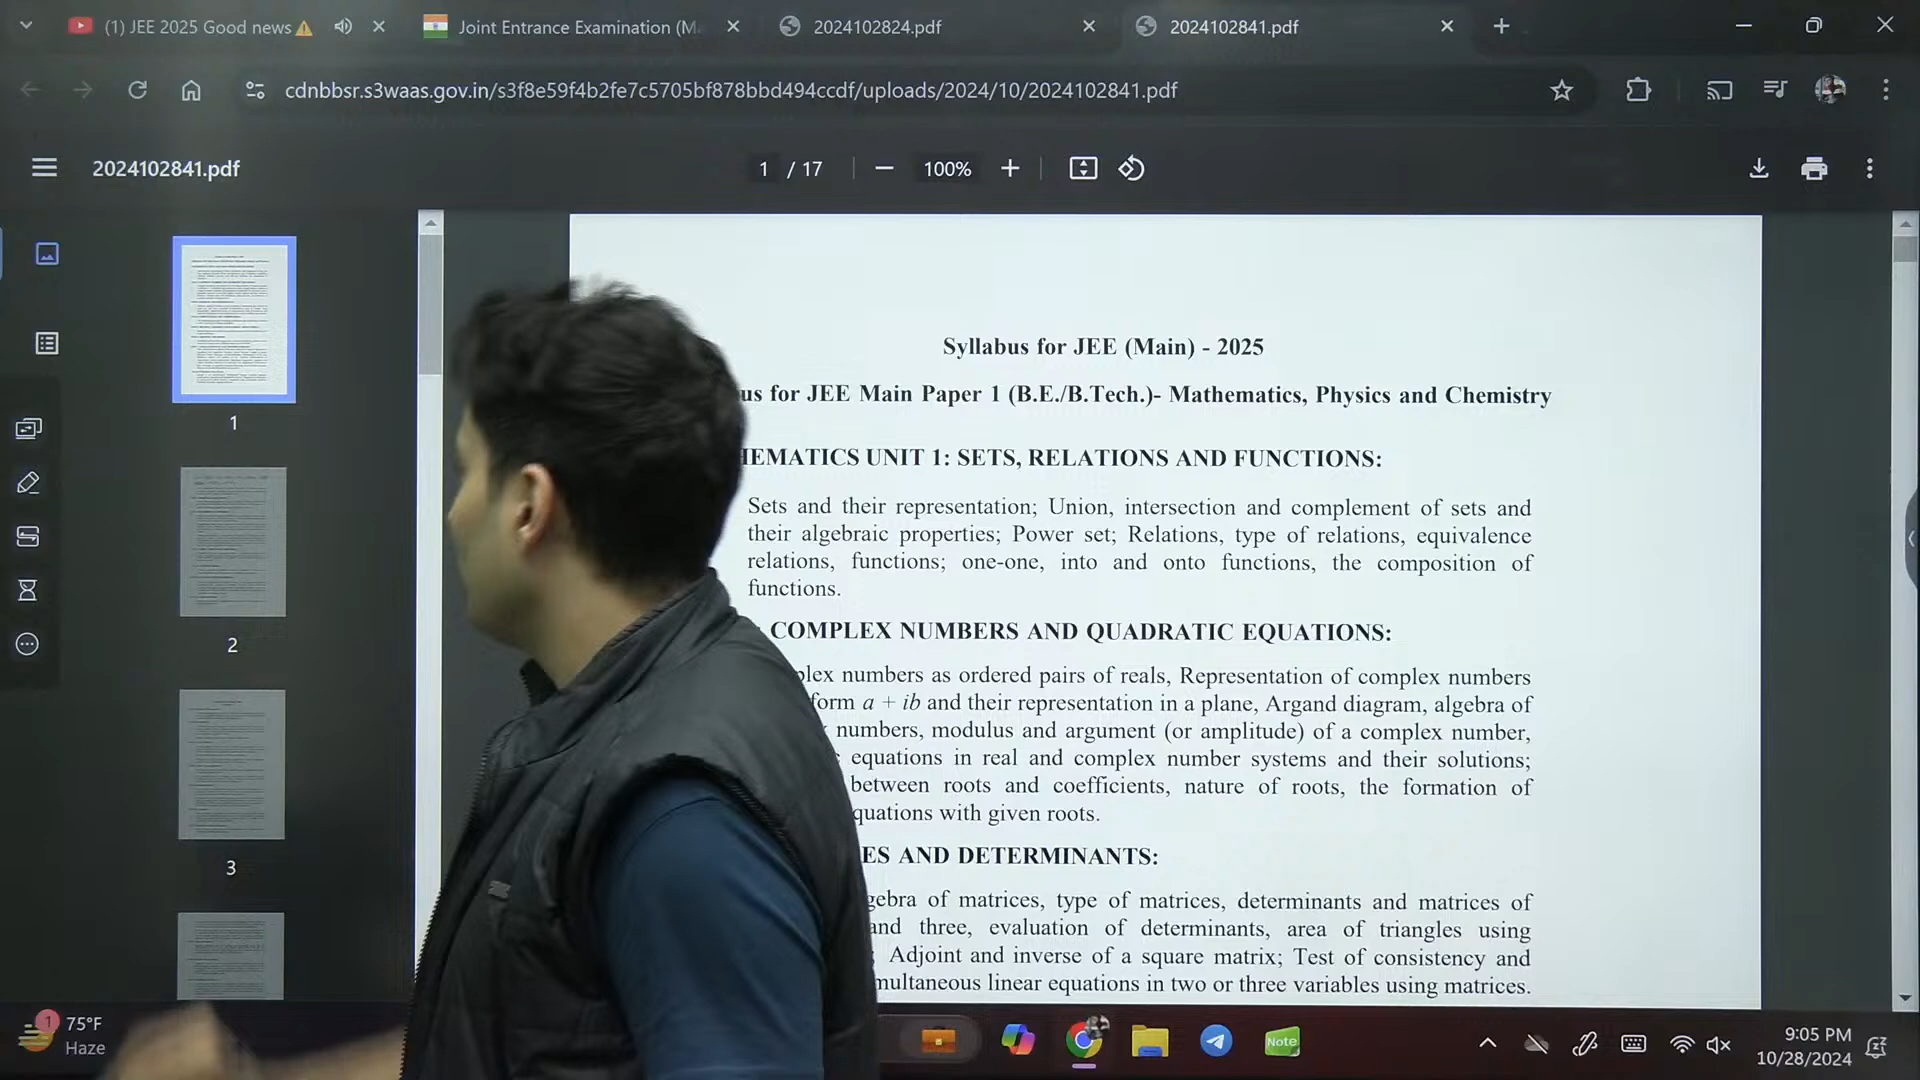 (1) JEE 2025 Good news
Joint Entrance Examination (Ma
2024102824.pdf
2024102841.pdf
cdnbbsr.s3waas.gov.in/s3f8e59f4b2fe7c5705bf878bbd494ccdf/uploads/2024/10/2024102841.pdf
2024102841.pdf
1 / 17
100%
1
2
3
Syllabus for JEE (Main) - 2025
us for JEE Main Paper 1 (B.E./B.Tech.)- Mathematics, Physics and Chemistry
HEMATICS UNIT 1: SETS, RELATIONS AND FUNCTIONS:
Sets and their representation; Union, intersection and complement of sets and
their algebraic properties; Power set; Relations, type of relations, equivalence
relations, functions; one-one, into and onto functions, the composition of
functions.
COMPLEX NUMBERS AND QUADRATIC EQUATIONS:
plex numbers as ordered pairs of reals, Representation of complex numbers
form a + ib and their representation in a plane, Argand diagram, algebra of
numbers, modulus and argument (or amplitude) of a complex number,
equations in real and complex number systems and their solutions;
between roots and coefficients, nature of roots, the formation of
quations with given roots.
ES AND DETERMINANTS:
gebra of matrices, type of matrices, determinants and matrices of
and three, evaluation of determinants, area of triangles using
; Adjoint and inverse of a square matrix; Test of consistency and
multaneous linear equations in two or three variables using matrices.
1
75°F
Haze
Note
9:05 PM
10/28/2024